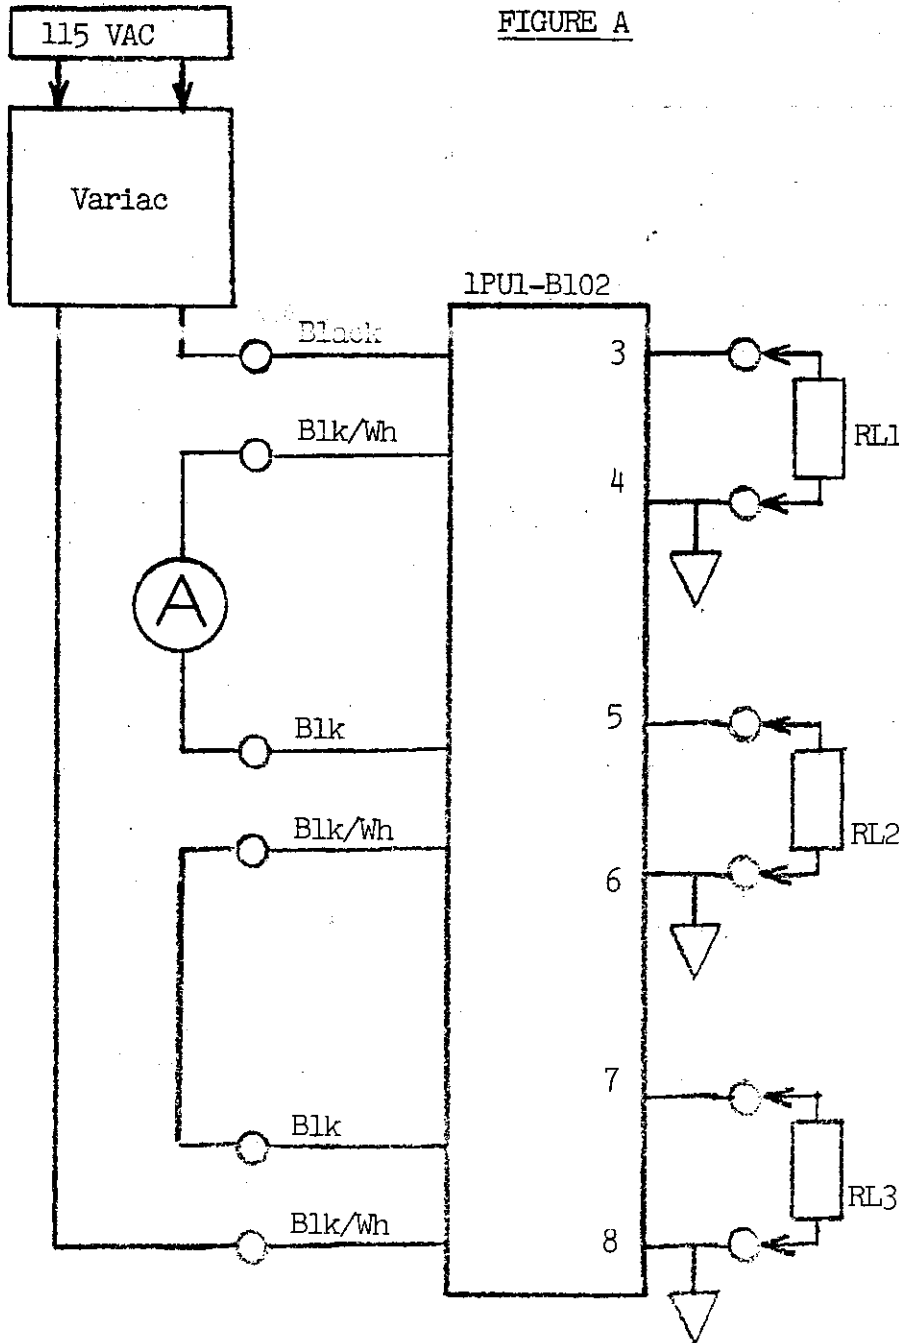 FIGURE A
115 VAC
Variac
1PU1-B102
Black
3
Blk/Wh
RL1
4
A
Blk
5
Blk/Wh
RL2
6
7
Blk
RL3
Blk/Wh
8